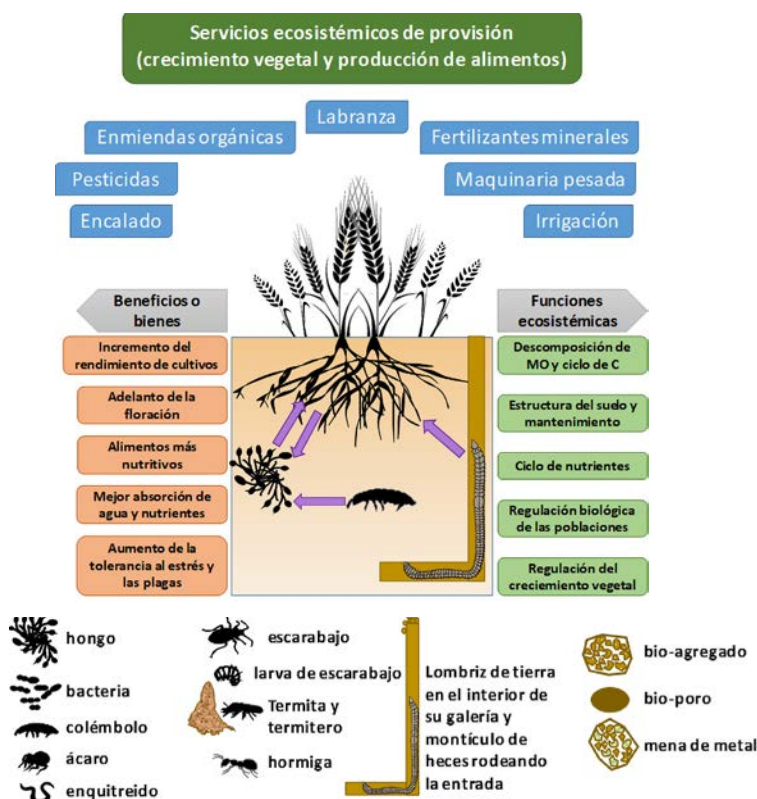 Servicios ecosistémicos de provisión
(crecimiento vegetal y producción de alimentos)
Labranza
Enmiendas orgánicas
Fertilizantes minerales
Pesticidas
Maquinaria pesada
Encalado
Irrigación
Beneficios o
bienes
Incremento del
rendimiento de cultivos
Adelanto de la
floración
Alimentos más
nutritivos
Mejor absorción de
agua y nutrientes
Aumento de la
tolerancia al estrés y
las plagas
Funciones
ecosistémicas
Descomposición de
MO y ciclo de C
Estructura del suelo y
mantenimiento
Ciclo de nutrientes
Regulación biológica
de las poblaciones
Regulación del
creciemiento vegetal
hongo
bacteria
colémbolo
ácaro
enquitreido
escarabajo
larva de escarabajo
Termita y
termitero
hormiga
Lombriz de tierra
en el interior de
su galería y
montículo de
heces rodeando
la entrada
bio-agregado
bio-poro
mena de metal